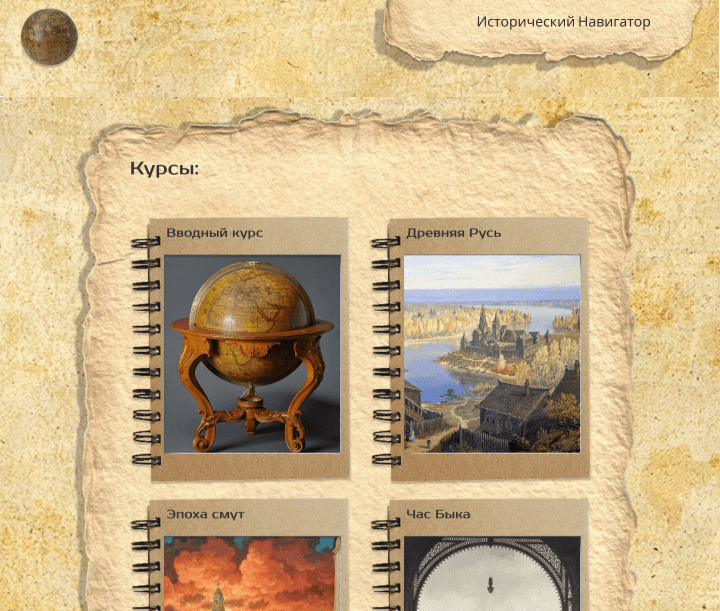 Исторический Навигатор
Курсы:
Вводный курс
Древняя Русь
Эпоха смут
Час Быка